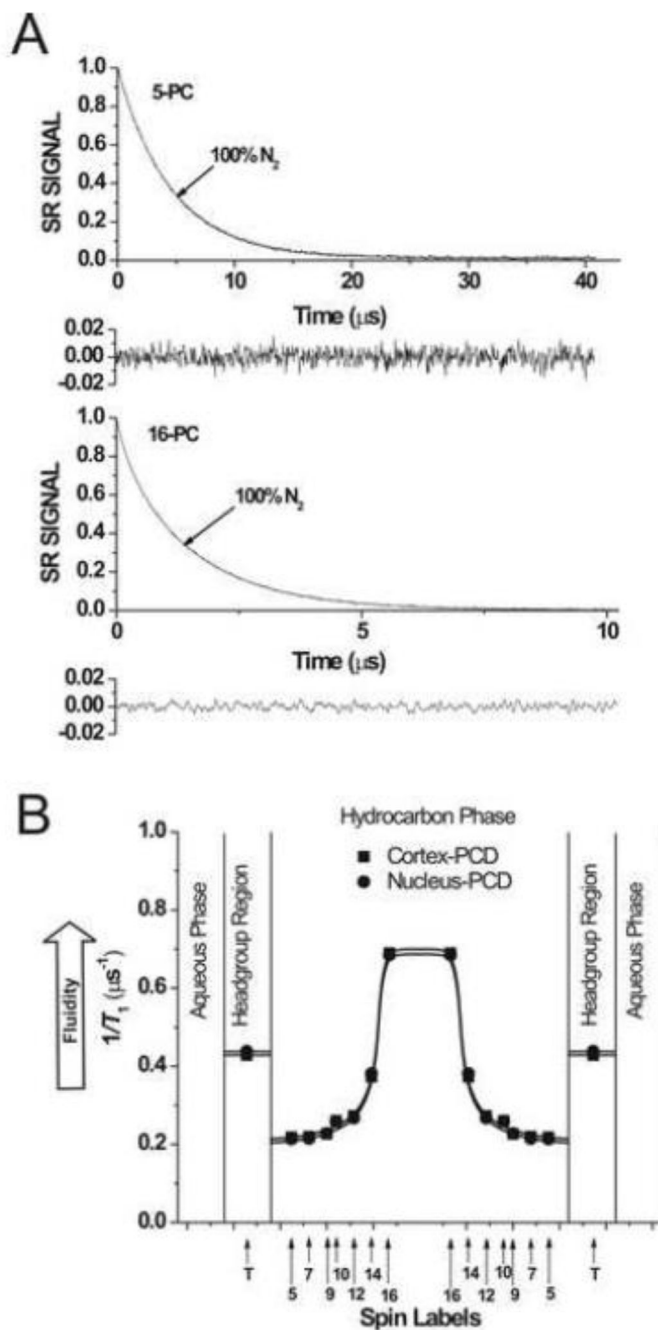 A
5-PC
100% N₂
SR SIGNAL
1.0
0.8
0.6
0.4
0.2
0.0
0 10 20 30 40
Time (μs)
0.02
0.00
-0.02
16-PC
100% N₂
SR SIGNAL
1.0
0.8
0.6
0.4
0.2
0.0
0 5 10
Time (μs)
0.02
0.00
-0.02
B
Hydrocarbon Phase
Cortex-PCD
Nucleus-PCD
Aqueous Phase
Headgroup Region
Headgroup Region
Aqueous Phase
Fluidity
1/T₁ (μs⁻¹)
1.0
0.8
0.6
0.4
0.2
0.0
T 5 7 9 10 12 14 16 16 14 12 10 9 7 5 T
Spin Labels